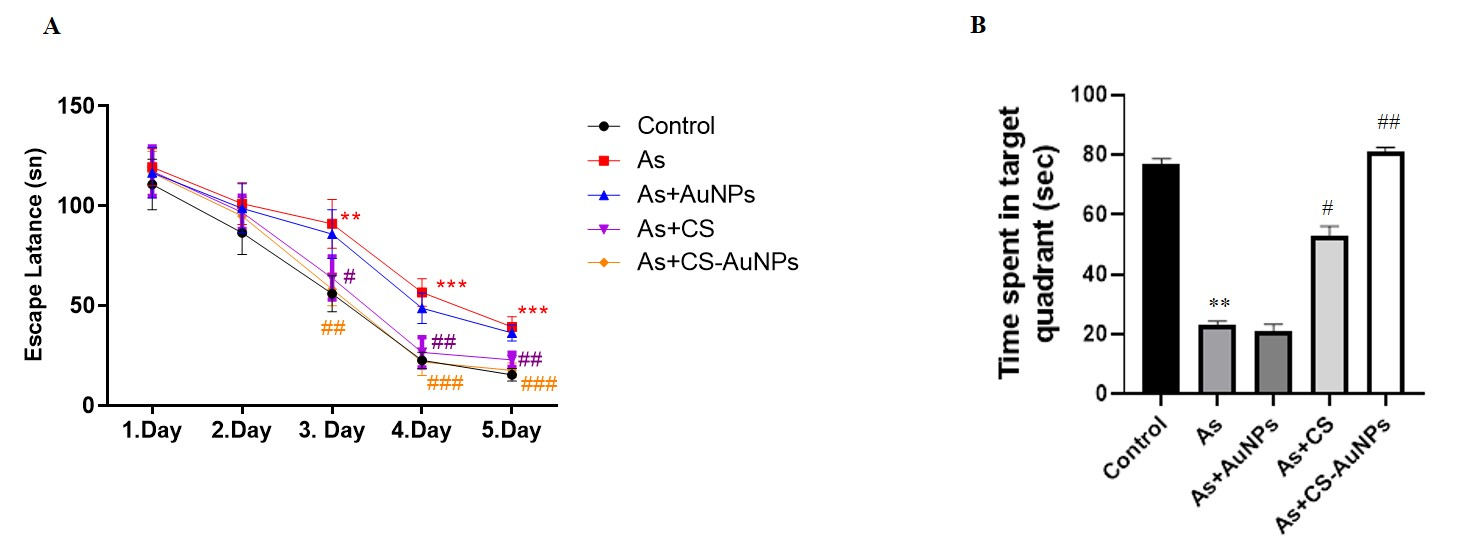 A
150
100
50
0
Escape Latance (sn)
1.Day 2.Day 3. Day 4.Day 5.Day
**
***
***
#
##
##
##
###
###
Control
As
As+AuNPs
As+CS
As+CS-AuNPs
B
100
80
60
40
20
0
Time spent in target
quadrant (sec)
**
#
##
Control
As
As+AuNPs
As+CS
As+CS-AuNPs